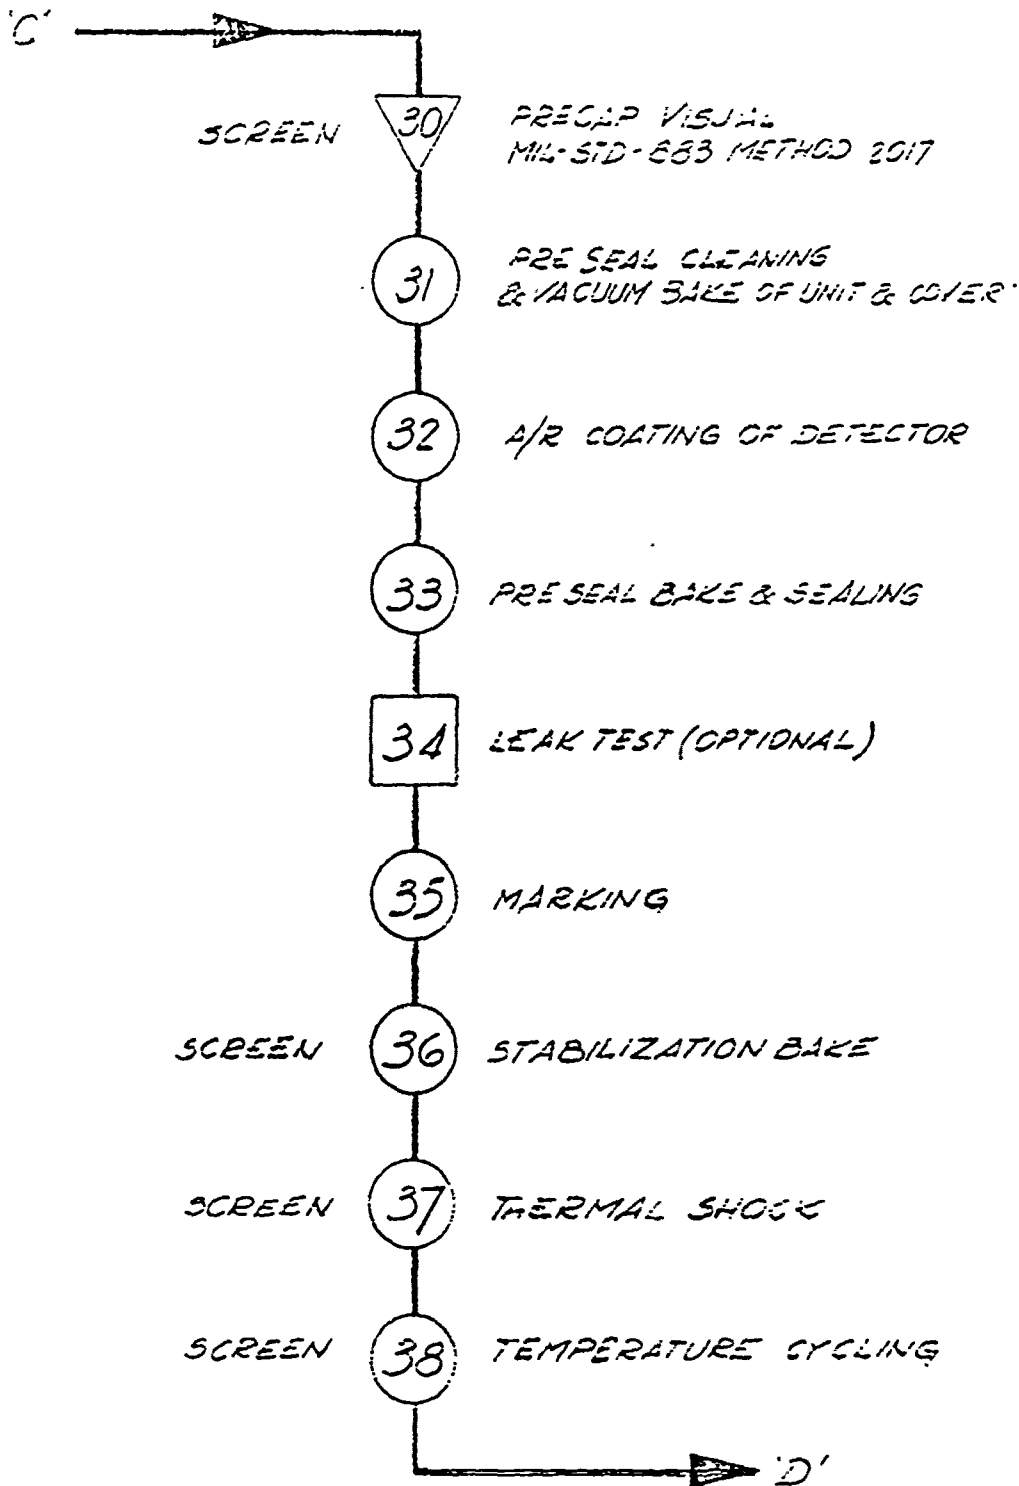 'C'
SCREEN 30 PRECAP VISUAL
MIL-STD-883 METHOD 2017
31 PRE SEAL CLEANING
& VACUUM BAKE OF UNIT & COVER
32 A/R COATING OF DETECTOR
33 PRE SEAL BAKE & SEALING
34 LEAK TEST (OPTIONAL)
35 MARKING
SCREEN 36 STABILIZATION BAKE
SCREEN 37 THERMAL SHOCK
SCREEN 38 TEMPERATURE CYCLING
'D'